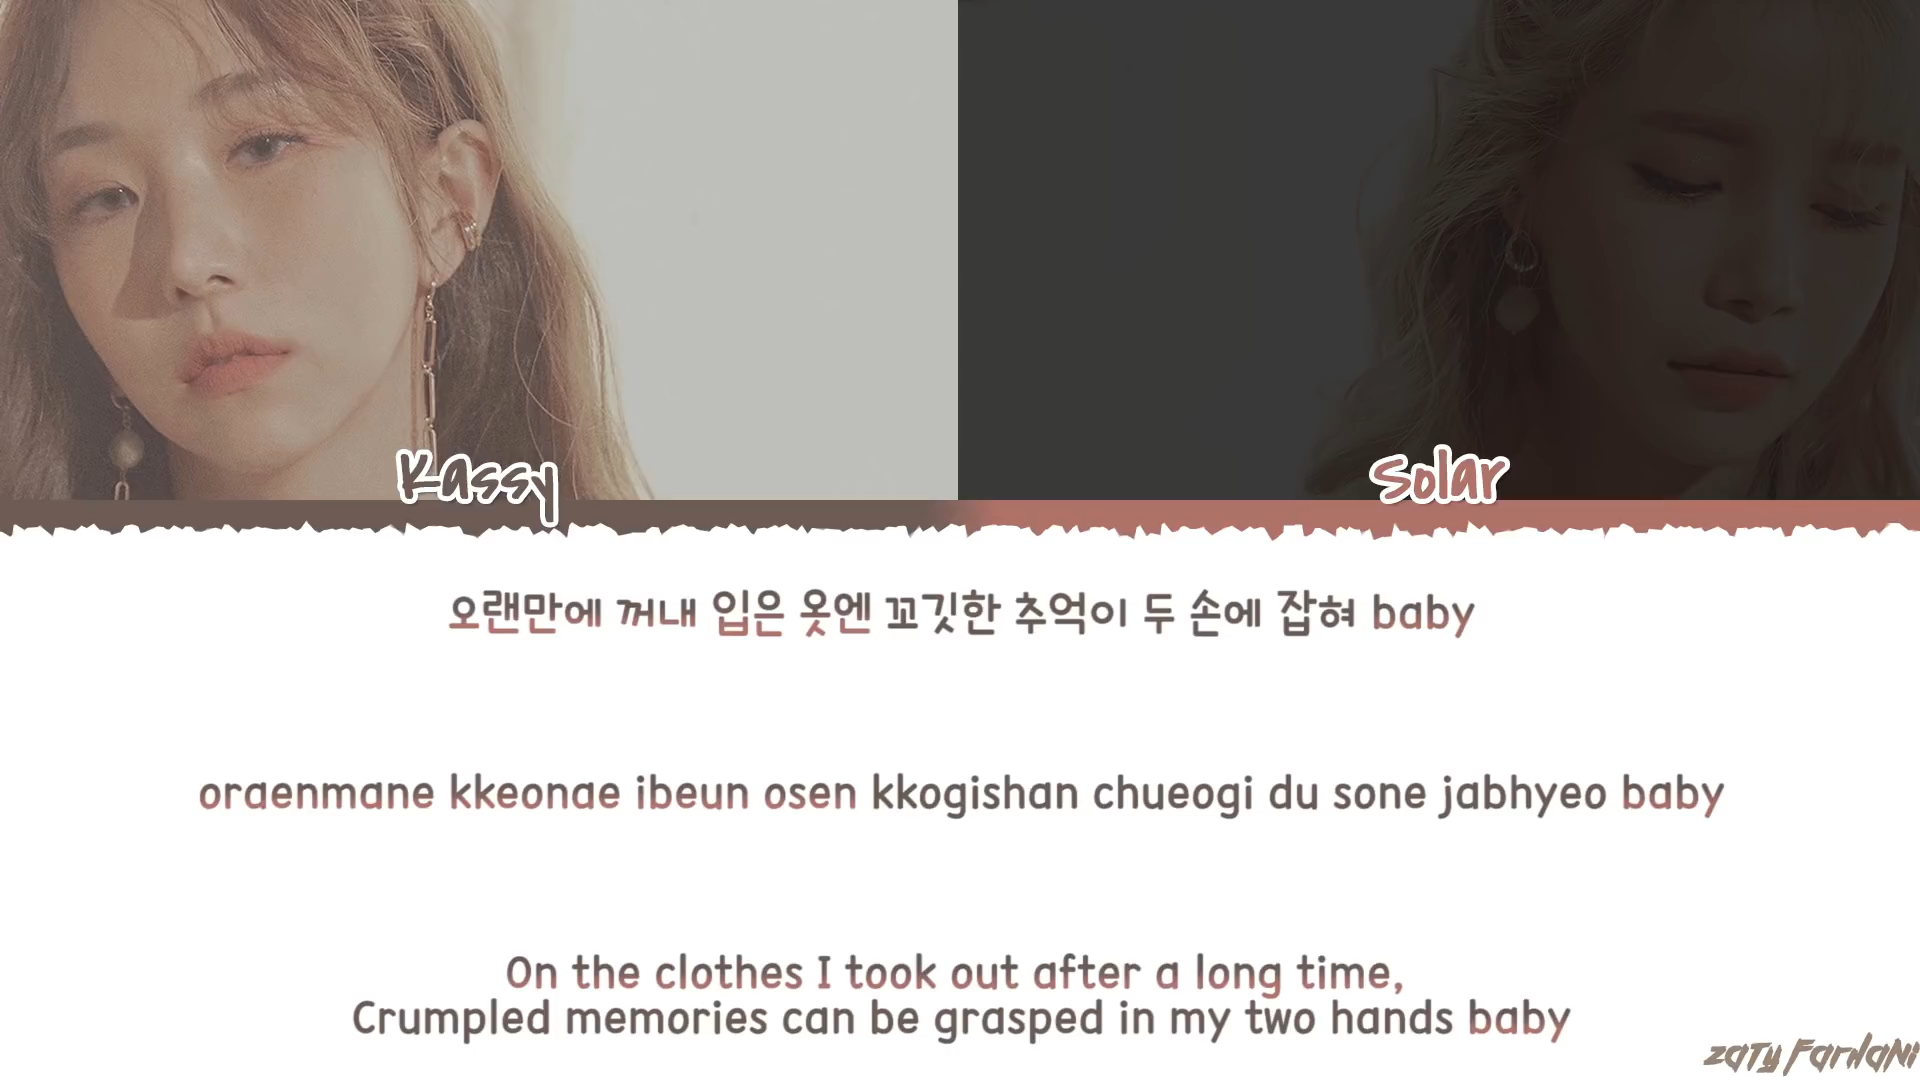 Kassy
Solar
오랜만에 꺼내 입은 옷엔 꼬깃한 추억이 두 손에 잡혀 baby
oraenmane kkeonae ibeun osen kkogishan chueogi du sone jabhyeo baby
On the clothes I took out after a long time,
Crumpled memories can be grasped in my two hands baby
Zaty Farhani